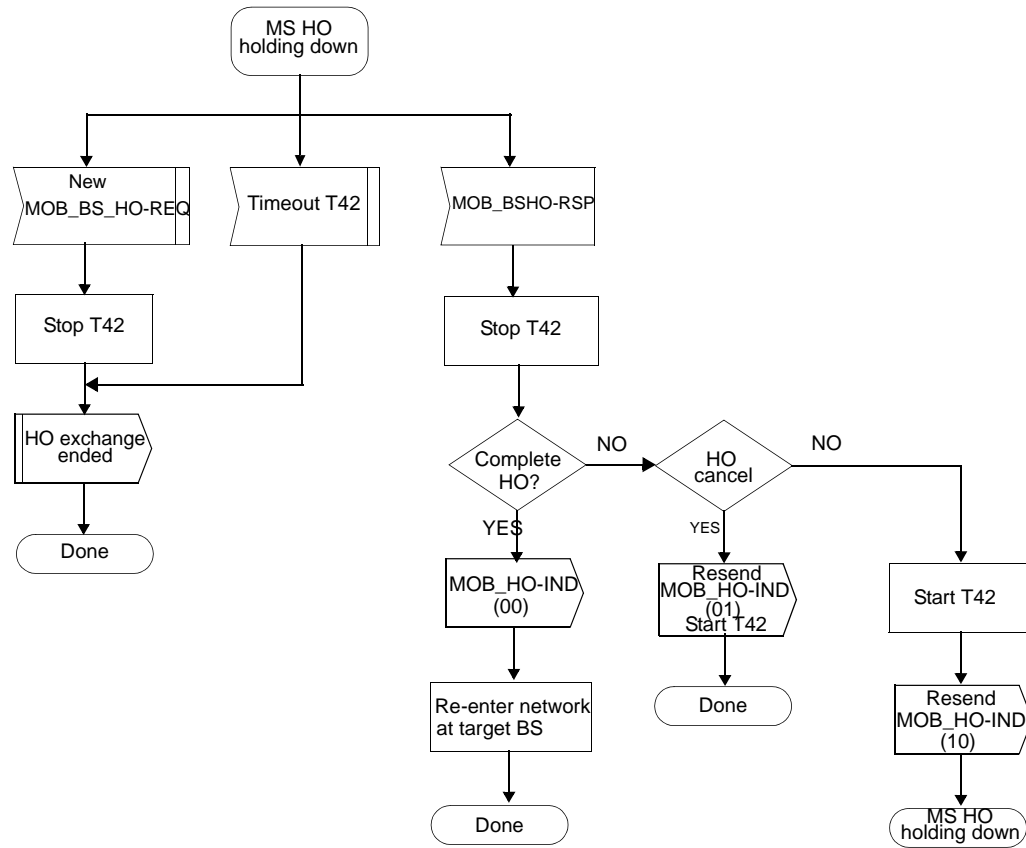 MS HO
holding down
New
MOB_BS_HO-REQ
Timeout T42
MOB_BSHO-RSP
Stop T42
Stop T42
HO exchange
ended
Complete
HO?
NO
HO
cancel
NO
Done
YES
YES
MOB_HO-IND
(00)
Resend
MOB_HO-IND
(01)
Start T42
Start T42
Re-enter network
at target BS
Done
Resend
MOB_HO-IND
(10)
Done
MS HO
holding down